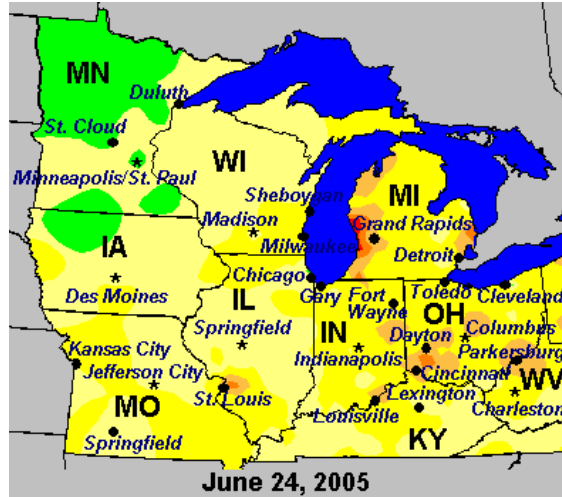 MN
Duluth
St. Cloud
WI
Minneapolis/St. Paul
Sheboygan
MI
Madison
Grand Rapids
Milwaukee
IA
Detroit
Chicago
Des Moines
IL
Gary
Fort
Wayne
Toledo
Cleveland
OH
Springfield
IN
Dayton
Columbus
Kansas City
Indianapolis
Parkersburg
Jefferson City
Cincinnati
WV
St. Louis
Lexington
MO
Louisville
Charleston
Springfield
KY
June 24, 2005